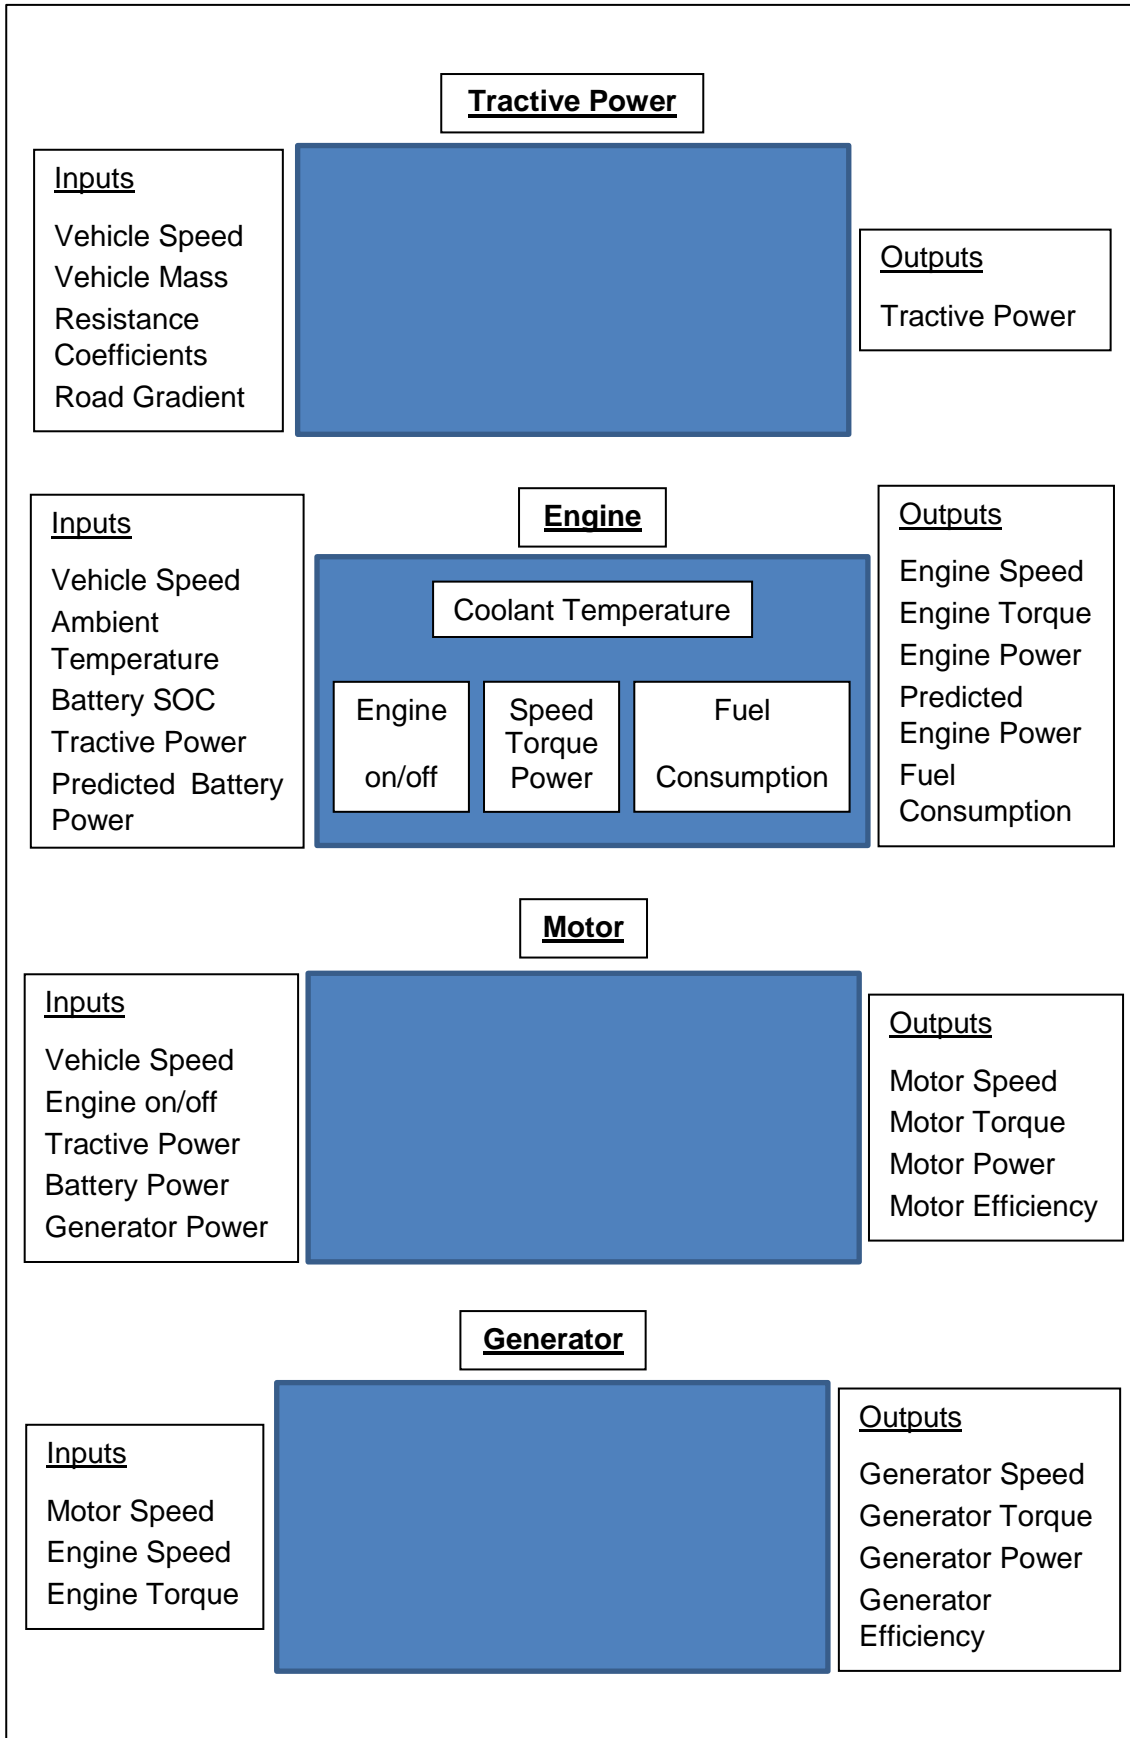 Tractive Power
Inputs
Vehicle Speed
Vehicle Mass
Resistance
Coefficients
Road Gradient
Outputs
Tractive Power
Engine
Inputs
Vehicle Speed
Ambient
Temperature
Battery SOC
Tractive Power
Predicted Battery
Power
Coolant Temperature
Engine
on/off
Speed
Torque
Power
Fuel
Consumption
Outputs
Engine Speed
Engine Torque
Engine Power
Predicted
Engine Power
Fuel
Consumption
Motor
Inputs
Vehicle Speed
Engine on/off
Tractive Power
Battery Power
Generator Power
Outputs
Motor Speed
Motor Torque
Motor Power
Motor Efficiency
Generator
Inputs
Motor Speed
Engine Speed
Engine Torque
Outputs
Generator Speed
Generator Torque
Generator Power
Generator
Efficiency